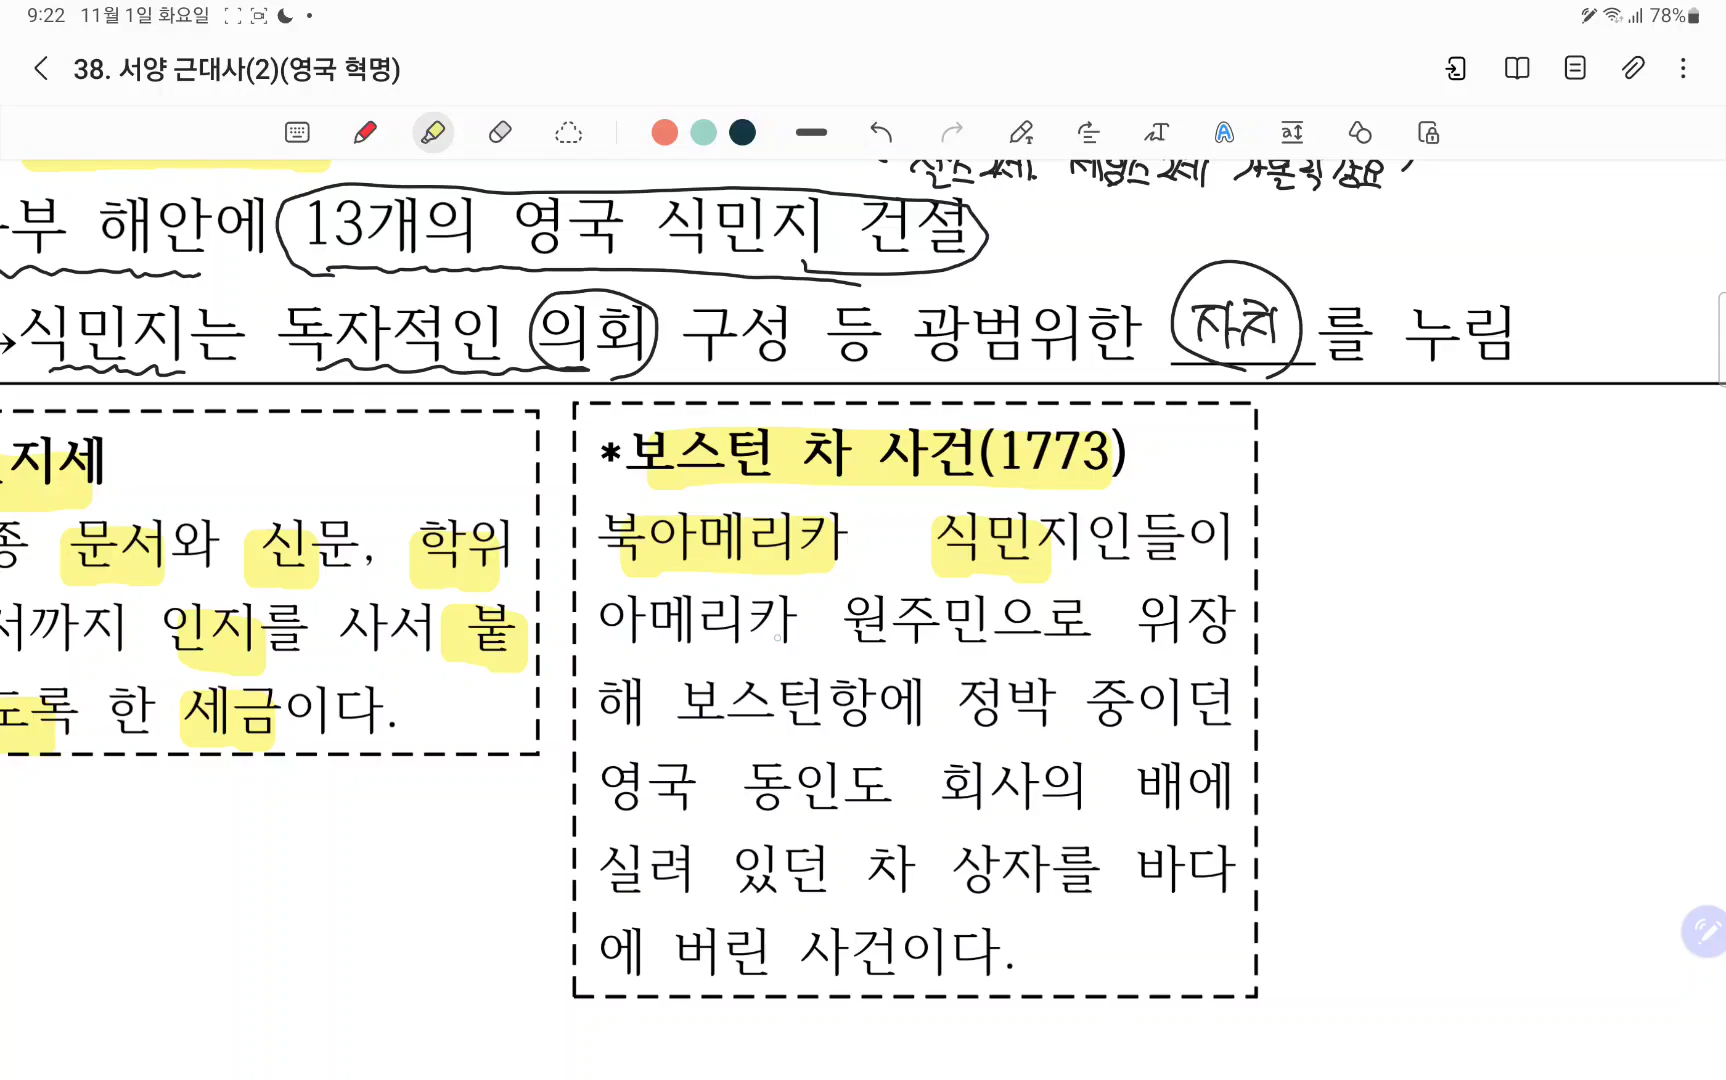 9:22 11월 1일 화요일
78%
38. 서양 근대사(2)(영국 혁명)
부 해안에 13개의 영국 식민지 건설
→식민지는 독자적인 의회 구성 등 광범위한 자치를 누림
지세
종 문서와 신문, 학위
서까지 인지를 사서 붙
도록 한 세금이다.
*보스턴 차 사건(1773)
북아메리카 식민지인들이
아메리카 원주민으로 위장
해 보스턴항에 정박 중이던
영국 동인도 회사의 배에
실려 있던 차 상자를 바다
에 버린 사건이다.